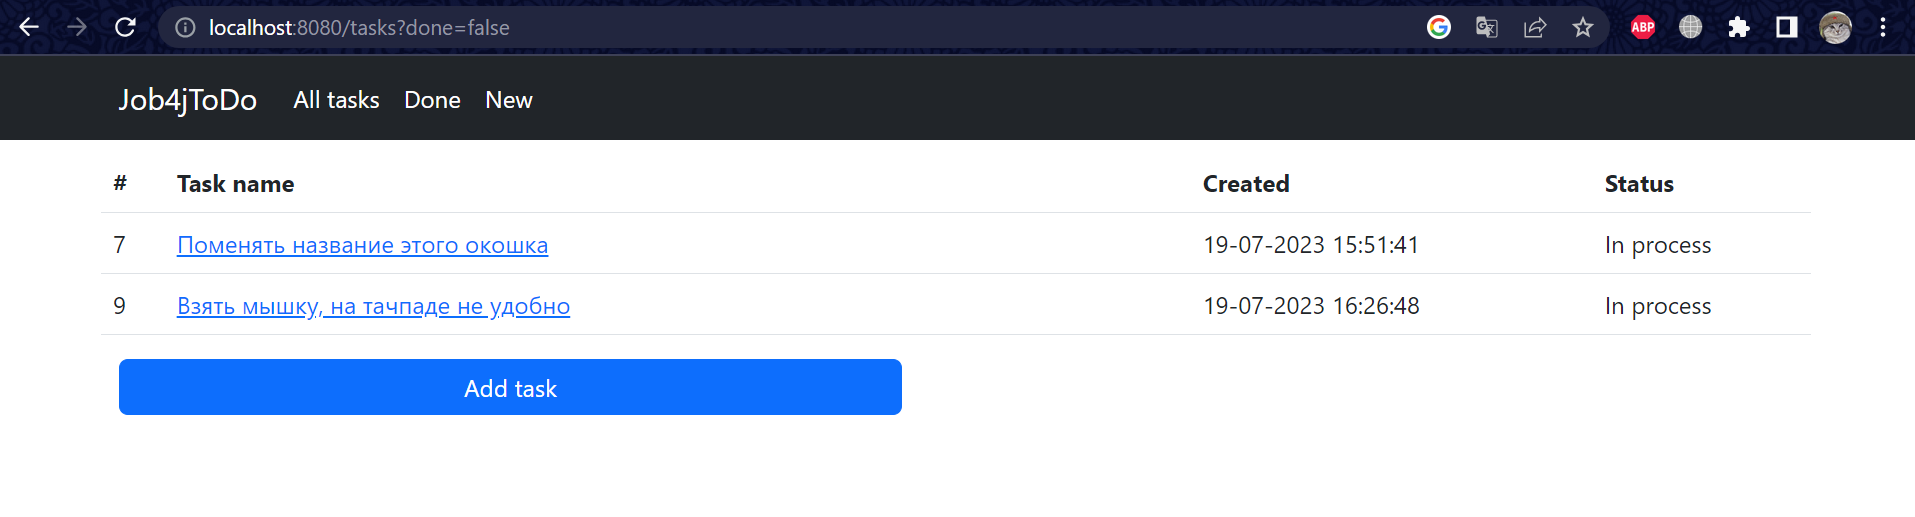 localhost:8080/tasks?done=false
ABP
Job4jToDo All tasks Done New
# Task name Created Status
7 Поменять название этого окошка 19-07-2023 15:51:41 In process
9 Взять мышку, на тачпаде не удобно 19-07-2023 16:26:48 In process
Add task